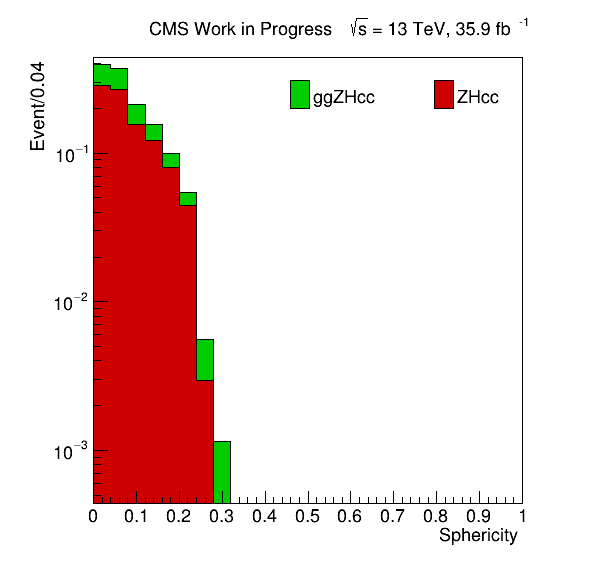 CMS Work in Progress √s = 13 TeV, 35.9 fb⁻¹
Event/0.04
ggZHcc ZHcc
10⁻¹
10⁻²
10⁻³
0 0.1 0.2 0.3 0.4 0.5 0.6 0.7 0.8 0.9 1
Sphericity